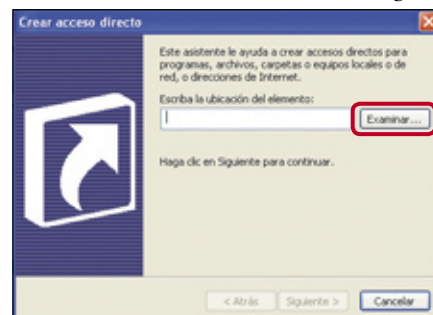 Crear acceso directo
Este asistente le ayuda a crear accesos directos para
programas, archivos, carpetas o equipos locales o de
red, o direcciones de Internet.
Escriba la ubicación del elemento:
Examinar...
Haga clic en Siguiente para continuar.
< Atrás Siguiente > Cancelar